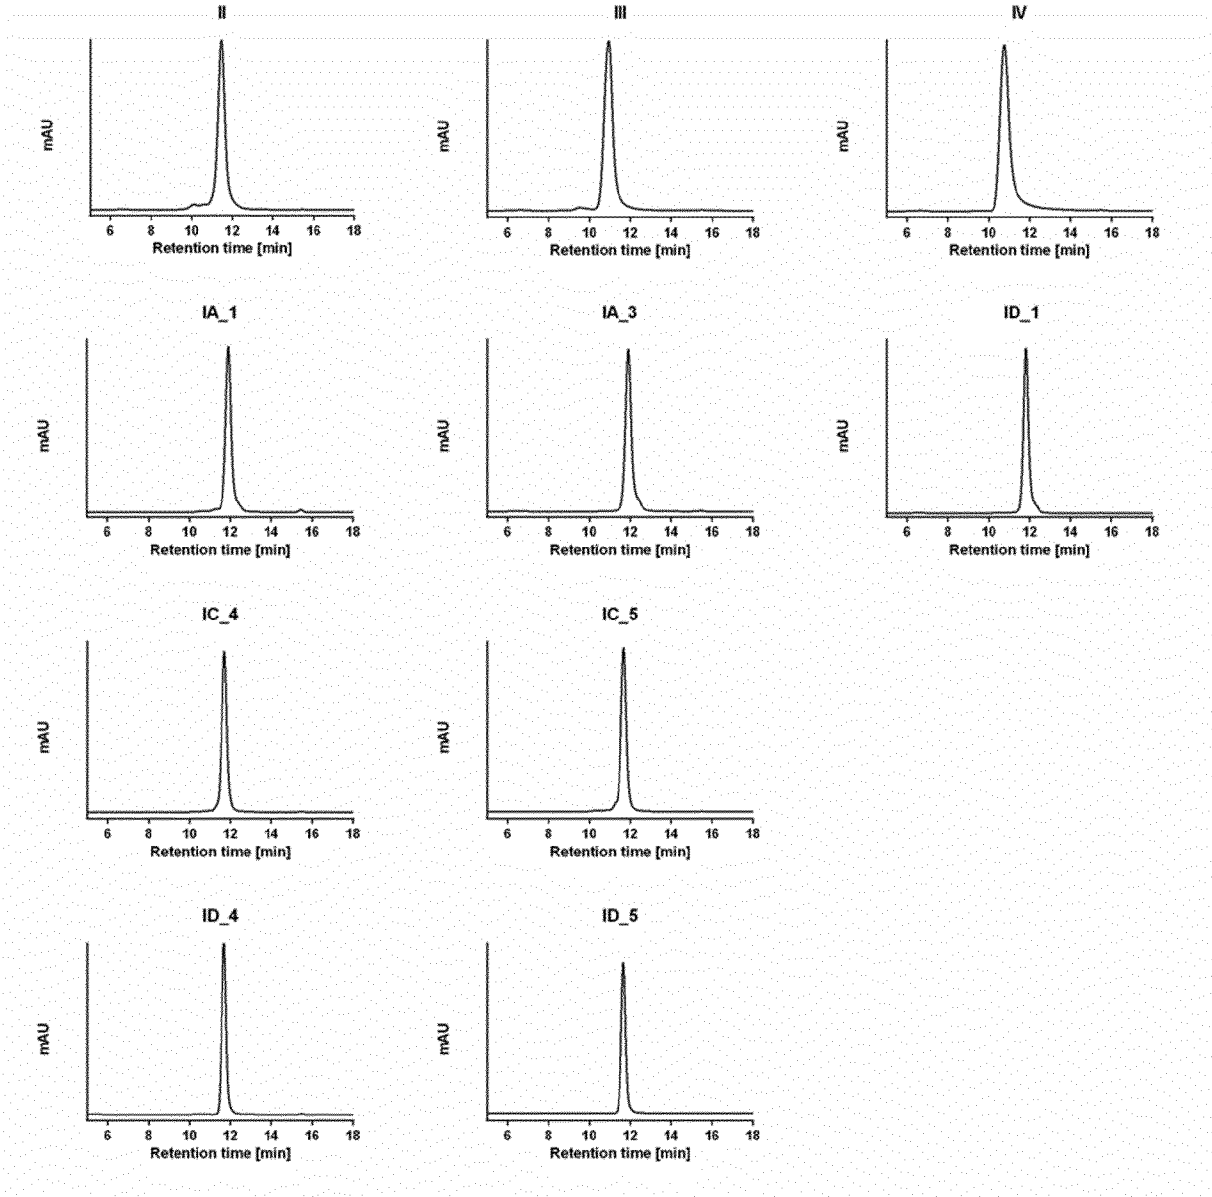 II
III
IV
mAU
mAU
mAU
6 8 10 12 14 16 18
6 8 10 12 14 16 18
6 8 10 12 14 16 18
Retention time [min]
Retention time [min]
Retention time [min]
IA_1
IA_3
ID_1
mAU
mAU
mAU
6 8 10 12 14 16 18
6 8 10 12 14 16 18
6 8 10 12 14 16 18
Retention time [min]
Retention time [min]
Retention time [min]
IC_4
IC_5
mAU
mAU
6 8 10 12 14 16 18
6 8 10 12 14 16 18
Retention time [min]
Retention time [min]
ID_4
ID_5
mAU
mAU
6 8 10 12 14 16 18
6 8 10 12 14 16 18
Retention time [min]
Retention time [min]